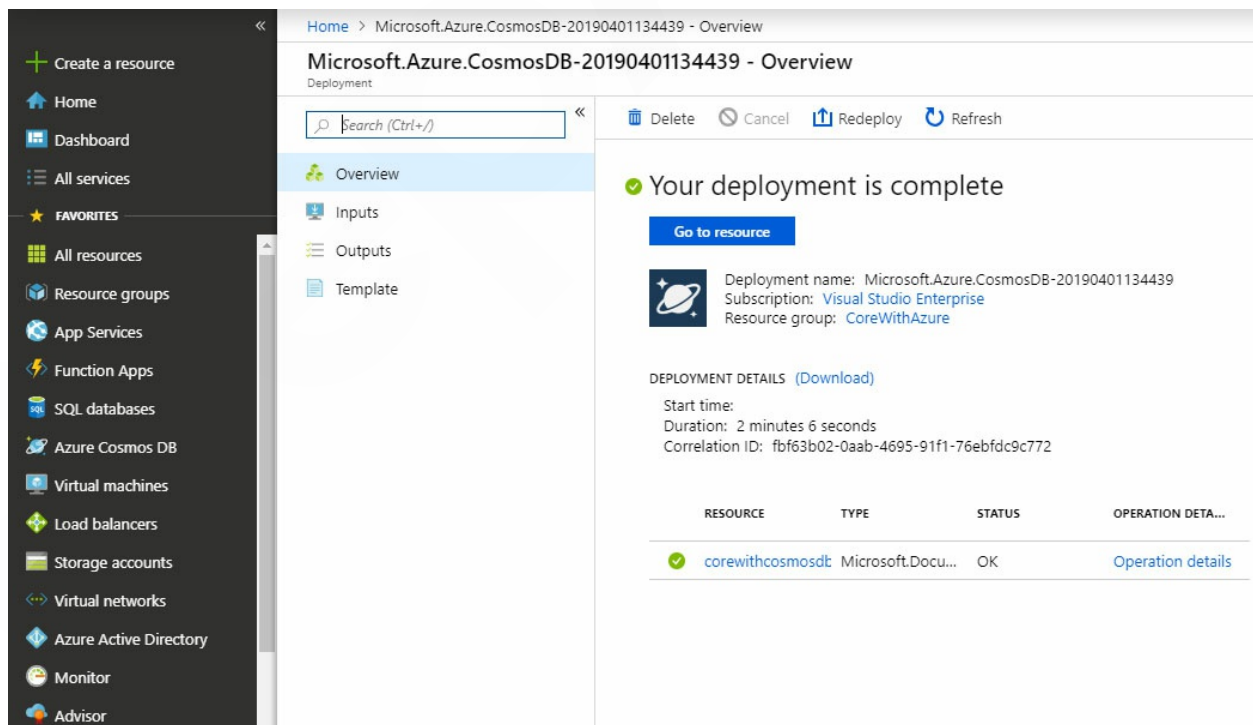 Home > Microsoft.Azure.CosmosDB-20190401134439 - Overview
Microsoft.Azure.CosmosDB-20190401134439 - Overview
Deployment
Create a resource
Home
Dashboard
All services
FAVORITES
All resources
Resource groups
App Services
Function Apps
SQL databases
Azure Cosmos DB
Virtual machines
Load balancers
Storage accounts
Virtual networks
Azure Active Directory
Monitor
Advisor
Search (Ctrl+/)
Overview
Inputs
Outputs
Template
Delete Cancel Redeploy Refresh
Your deployment is complete
Go to resource
Deployment name: Microsoft.Azure.CosmosDB-20190401134439
Subscription: Visual Studio Enterprise
Resource group: CoreWithAzure
DEPLOYMENT DETAILS (Download)
Start time:
Duration: 2 minutes 6 seconds
Correlation ID: fbf63b02-0aab-4695-91f1-76ebfdc9c772
RESOURCE TYPE STATUS OPERATION DETA...
corewithcosmosdb Microsoft.Docu... OK Operation details